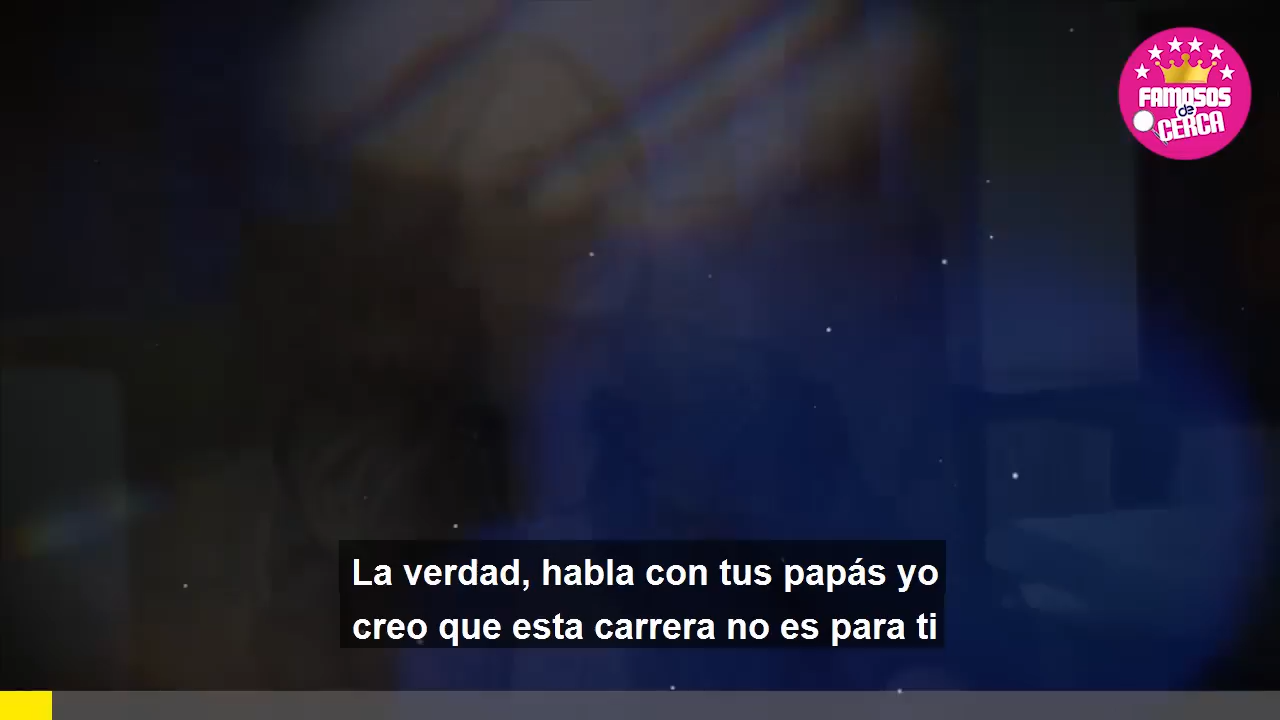 FAMOSOS
de
CERCA
La verdad, habla con tus papás yo
creo que esta carrera no es para ti